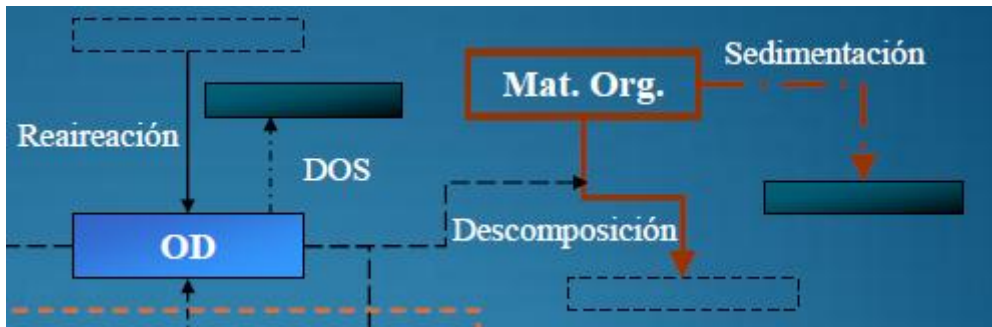 Sedimentación
Mat. Org.
Reaireación
DOS
Descomposición
OD